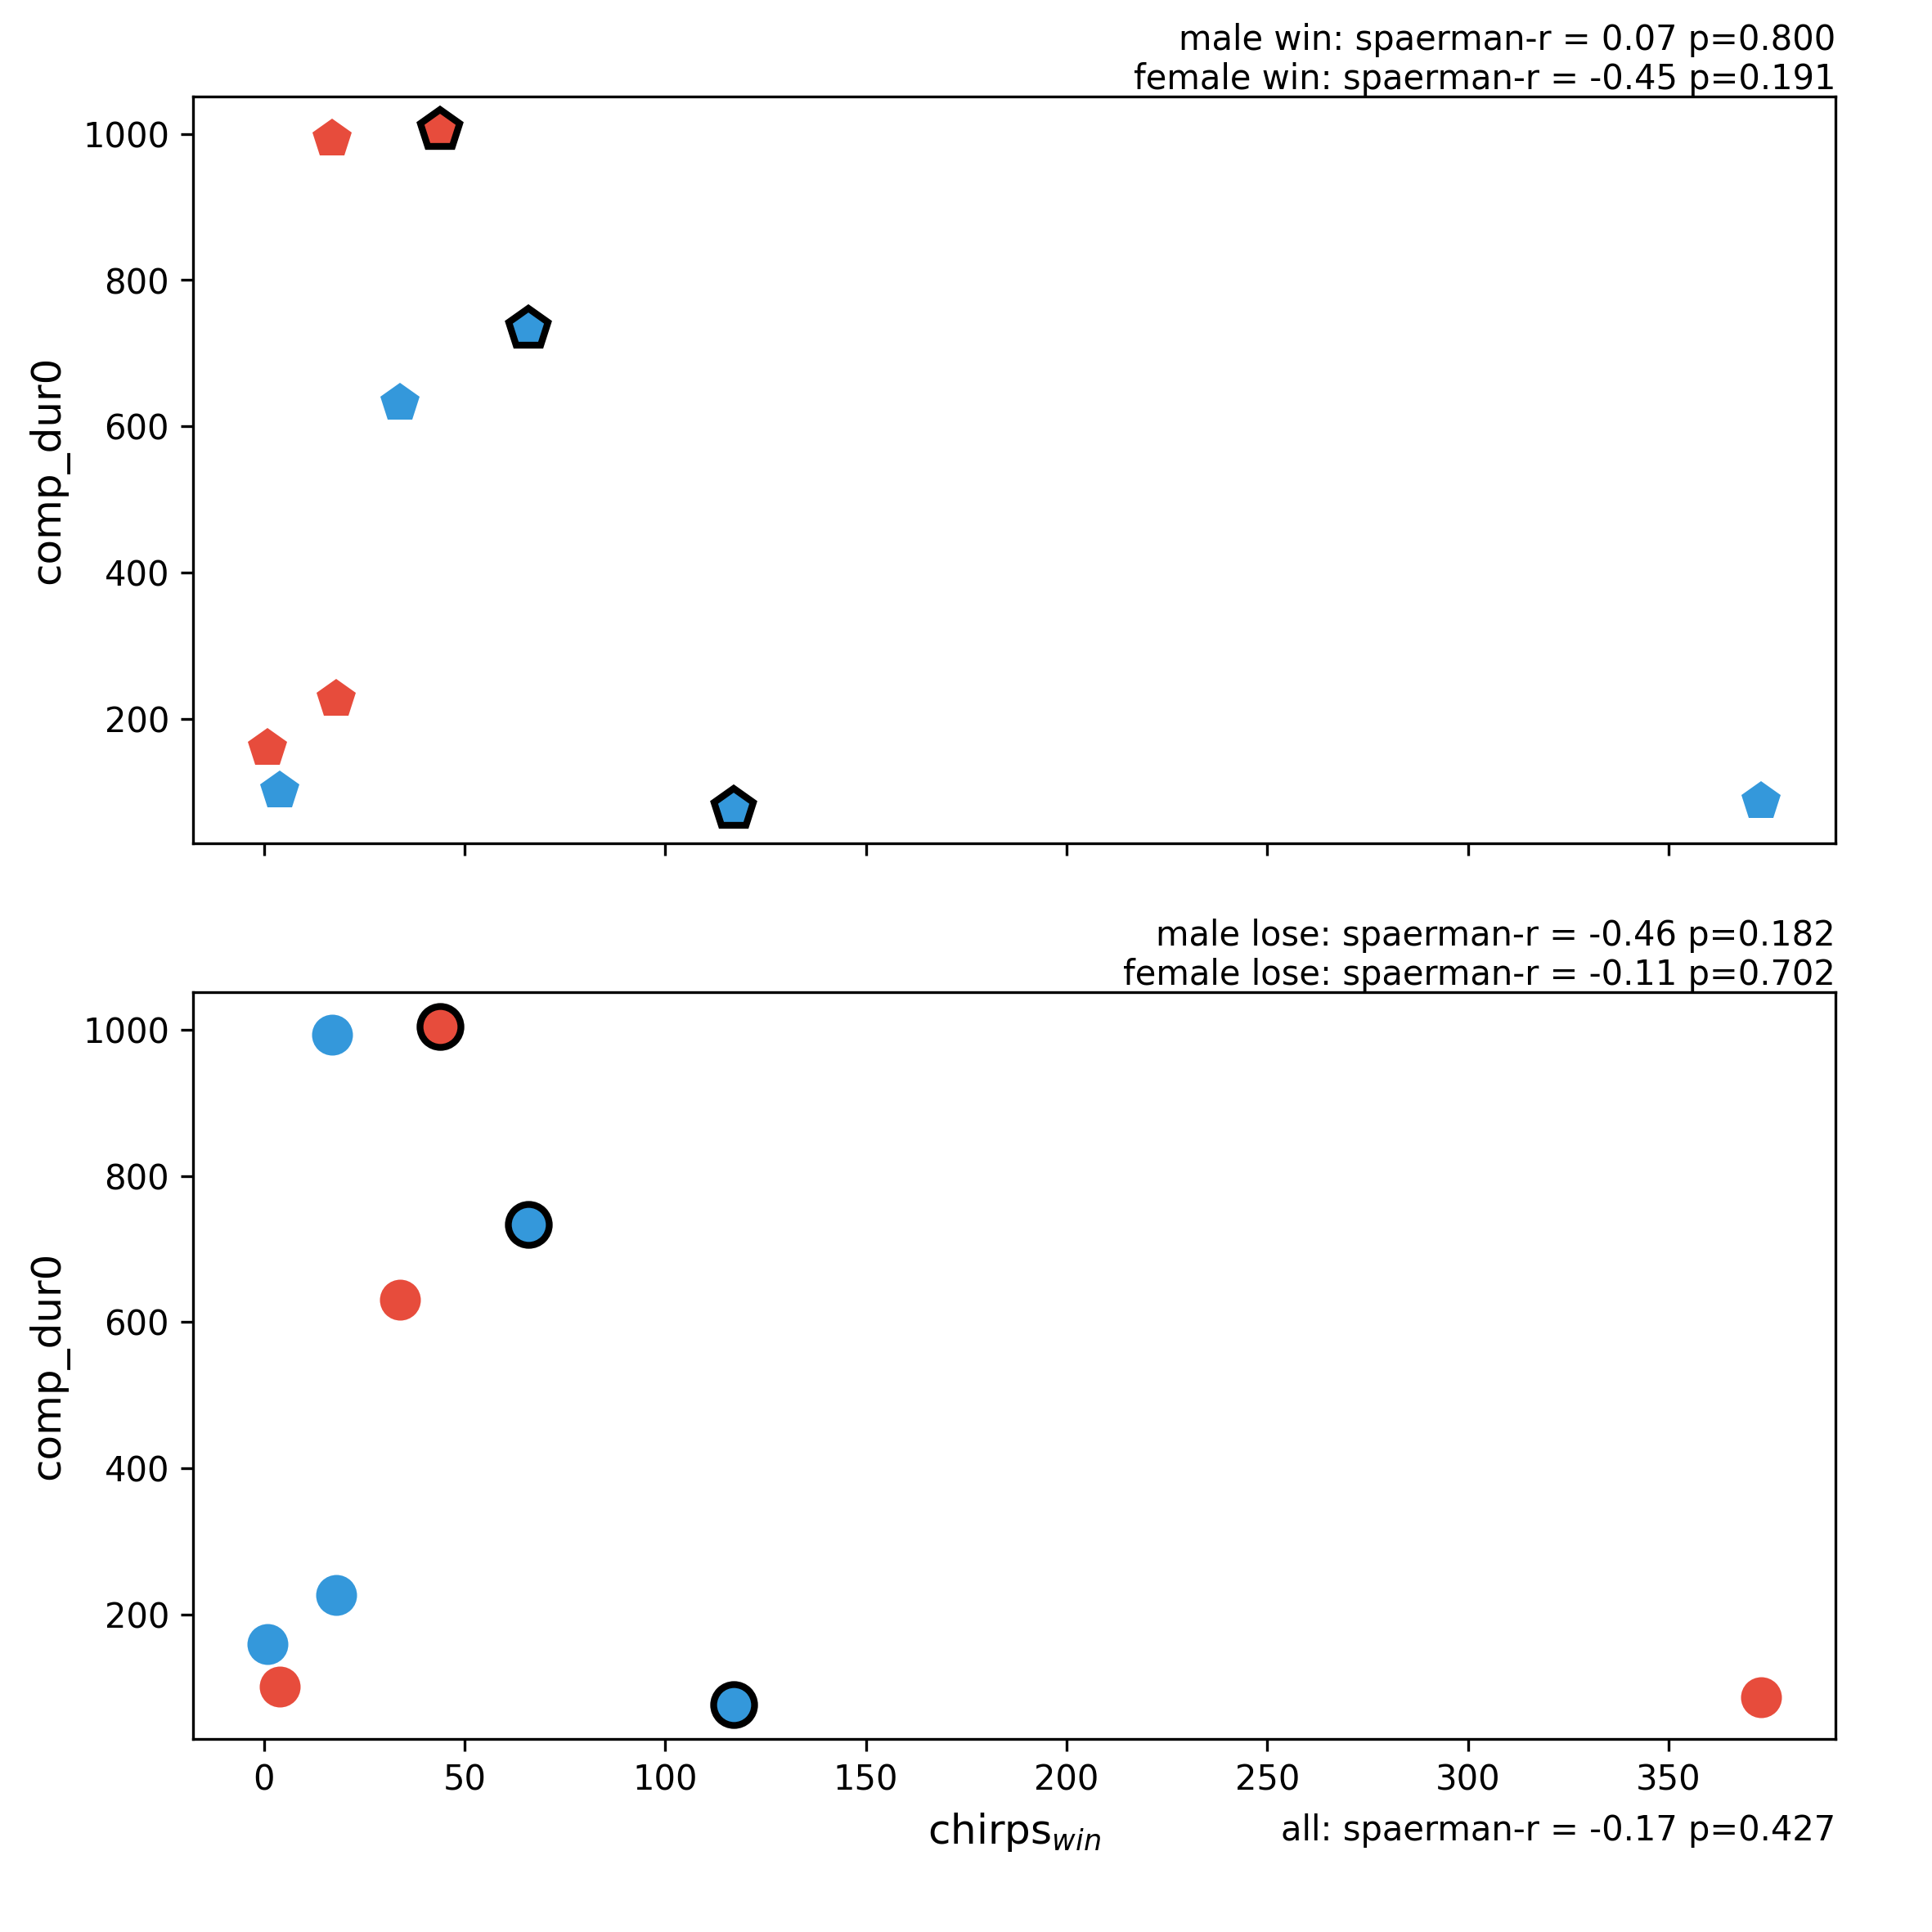 male win: spaerman-r = 0.07 p=0.800
female win: spaerman-r = -0.45 p=0.191
1000
800
600
400
200
comp_dur0
male lose: spaerman-r = -0.46 p=0.182
female lose: spaerman-r = -0.11 p=0.702
1000
800
600
400
200
comp_dur0
0 50 100 150 200 250 300 350
chirpswin
all: spaerman-r = -0.17 p=0.427